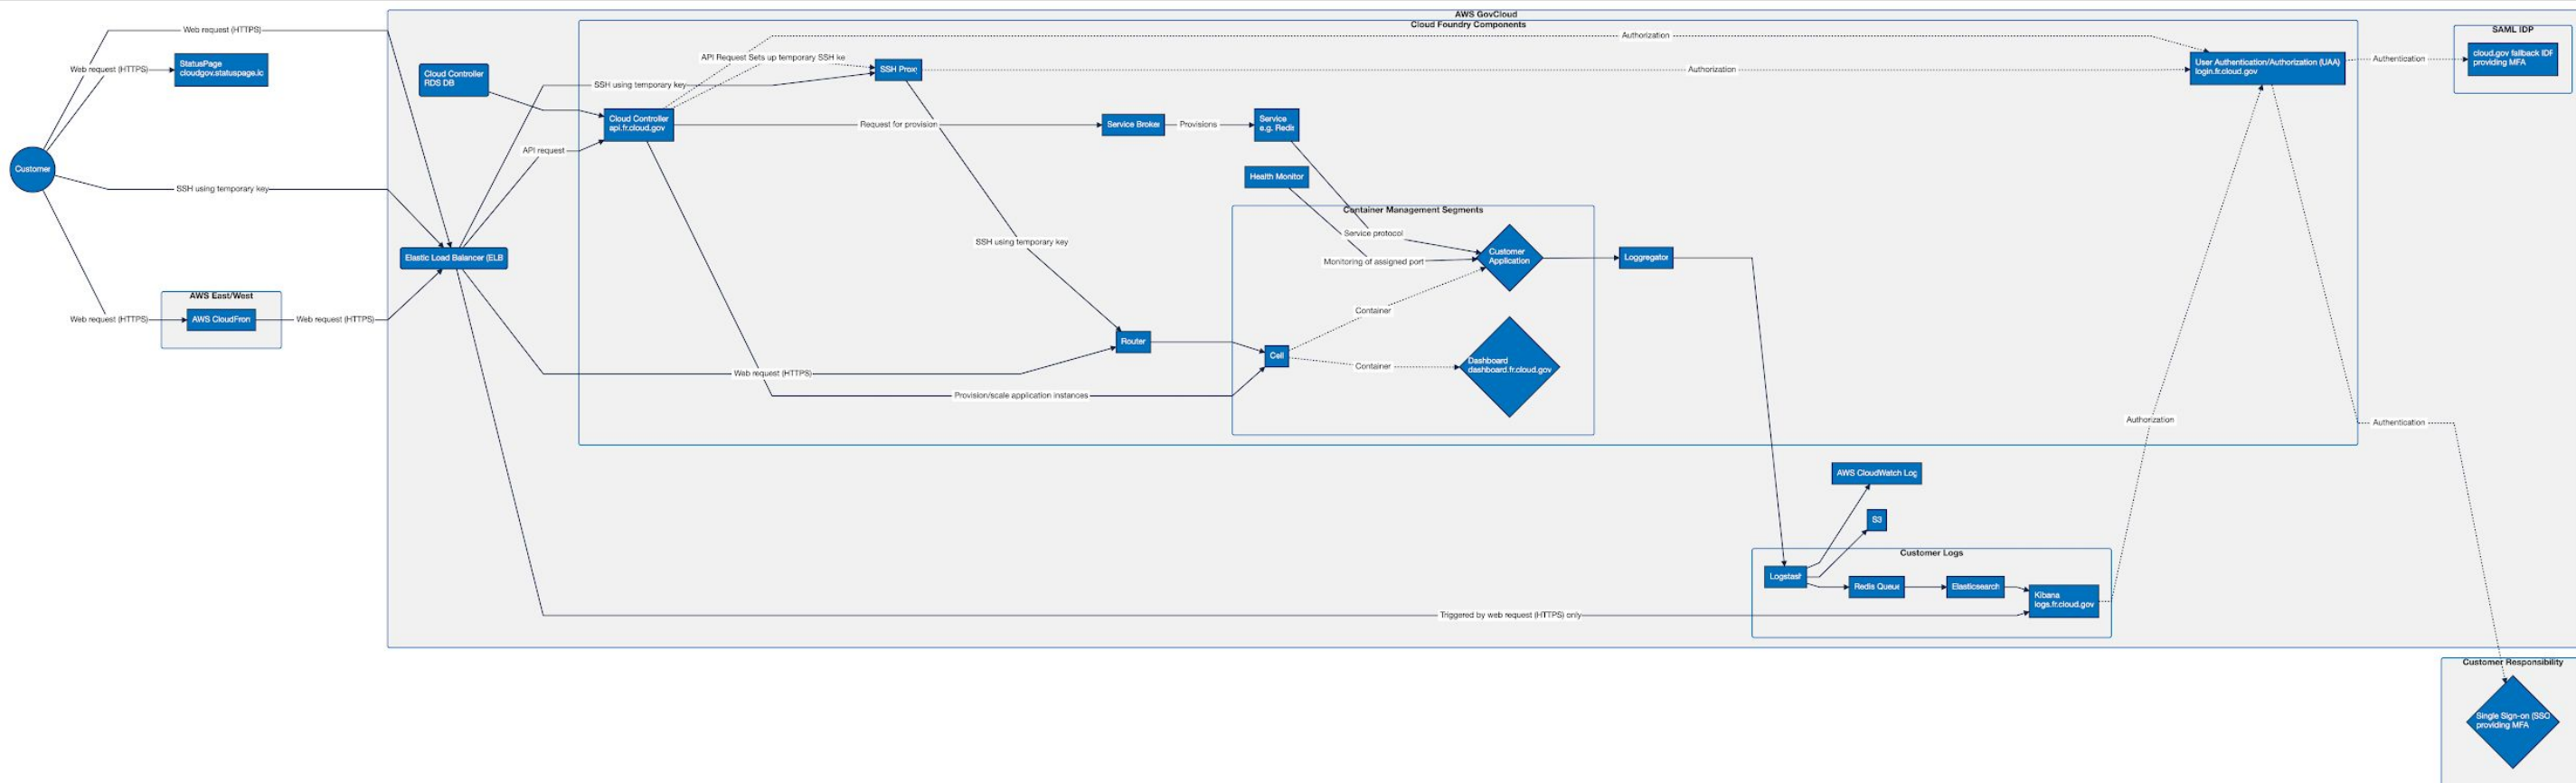 AWS GovCloud
Cloud Foundry Components
SAML IDP
Web request (HTTPS)
Authorization
API Request Sets up temporary SSH ke
StatusPage
cloudgov.statuspage.ic
Web request (HTTPS)
Cloud Controller
RDS DB
SSH using temporary key
SSH Prox
Authorization
User Authentication/Authorization (UAA)
login.fr.cloud.gov
Authentication
cloud.gov fallback IDF
providing MFA
Cloud Controller
api.fr.cloud.gov
Request for provision
Service Broke
Provisions
Service
e.g. Redis
API request
Customer
Health Monitor
SSH using temporary key
Container Management Segments
Service protocol
SSH using temporary key
Elastic Load Balancer (ELB
Monitoring of assigned port
Customer
Application
Loggregator
AWS East/West
Container
Web request (HTTPS)
AWS CloudFron
Web request (HTTPS)
Router
Cell
Web request (HTTPS)
Container
Dashboard
dashboard.fr.cloud.gov
Provision/scale application instances
Authorization
Authentication
AWS CloudWatch Log
S3
Customer Logs
Logstash
Redis Queue
Elasticsearch
Kibana
logs.fr.cloud.gov
Triggered by web request (HTTPS) only
Customer Responsibility
Single Sign-on (SSO
providing MFA